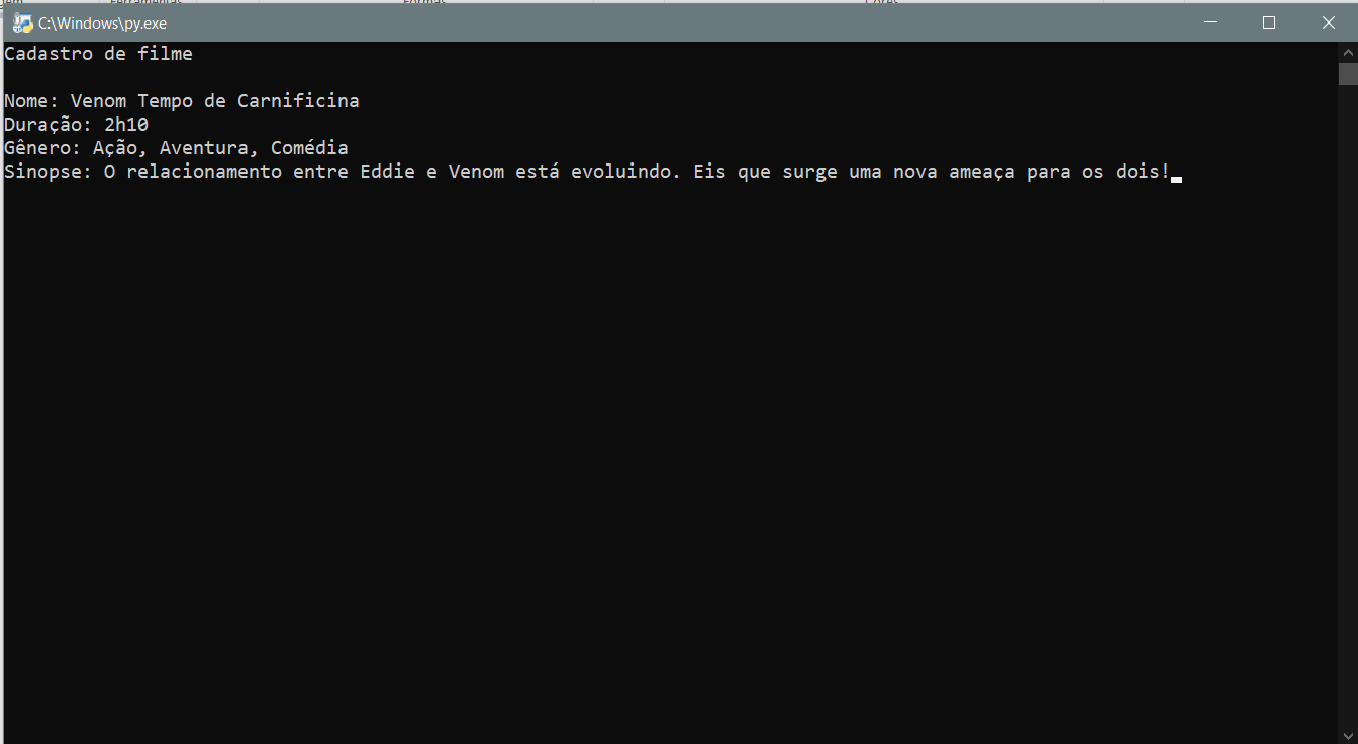 C:\Windows\py.exe
Cadastro de filme
Nome: Venom Tempo de Carnificina
Duração: 2h10
Gênero: Ação, Aventura, Comédia
Sinopse: O relacionamento entre Eddie e Venom está evoluindo. Eis que surge uma nova ameaça para os dois!